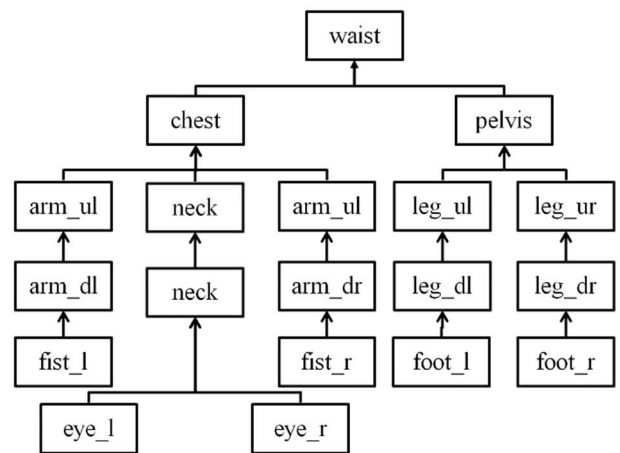 waist
chest
pelvis
arm_ul
neck
arm_ul
leg_ul
leg_ur
arm_dl
neck
arm_dr
leg_dl
leg_dr
fist_l
fist_r
foot_l
foot_r
eye_l
eye_r